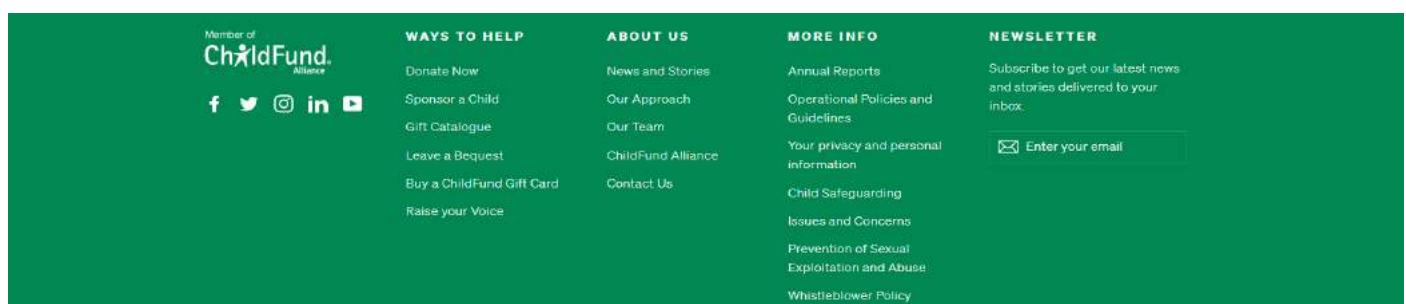 Member of
ChildFund.
Alliance
WAYS TO HELP
Donate Now
Sponsor a Child
Gift Catalogue
Leave a Bequest
Buy a ChildFund Gift Card
Raise your Voice
ABOUT US
News and Stories
Our Approach
Our Team
ChildFund Alliance
Contact Us
MORE INFO
Annual Reports
Operational Policies and
Guidelines
Your privacy and personal
information
Child Safeguarding
Issues and Concerns
Prevention of Sexual
Exploitation and Abuse
Whistleblower Policy
NEWSLETTER
Subscribe to get our latest news
and stories delivered to your
inbox.
Enter your email